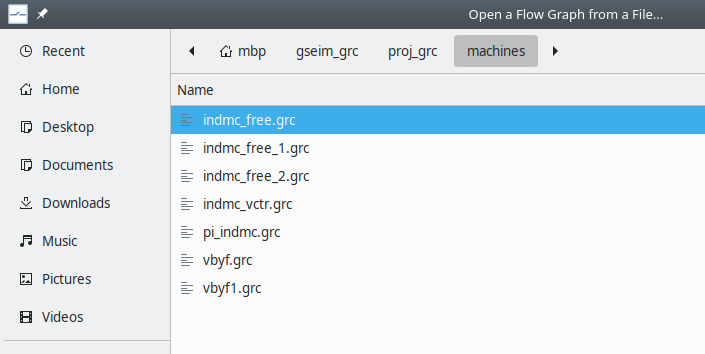 Open a Flow Graph from a File...
Recent
Home
Desktop
Documents
Downloads
Music
Pictures
Videos
mbp gseim_grc proj_grc machines
Name
indmc_free.grc
indmc_free_1.grc
indmc_free_2.grc
indmc_vctr.grc
pi_indmc.grc
vbyf.grc
vbyf1.grc